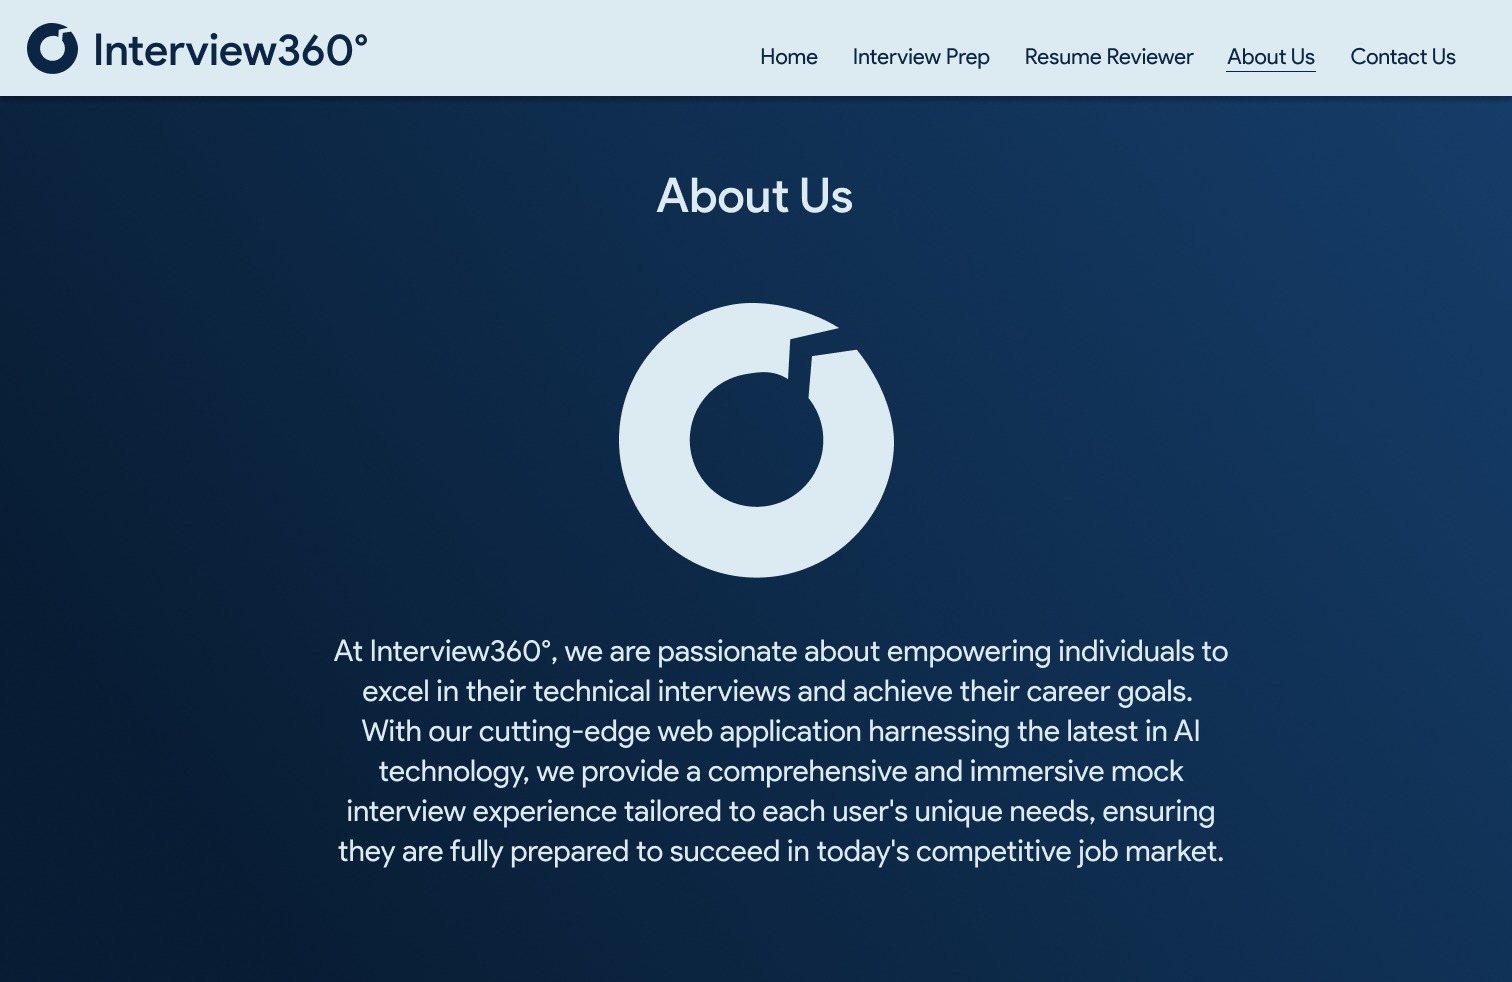 Interview360°
Home Interview Prep Resume Reviewer About Us Contact Us
About Us
At Interview360°, we are passionate about empowering individuals to
excel in their technical interviews and achieve their career goals.
With our cutting-edge web application harnessing the latest in AI
technology, we provide a comprehensive and immersive mock
interview experience tailored to each user's unique needs, ensuring
they are fully prepared to succeed in today's competitive job market.